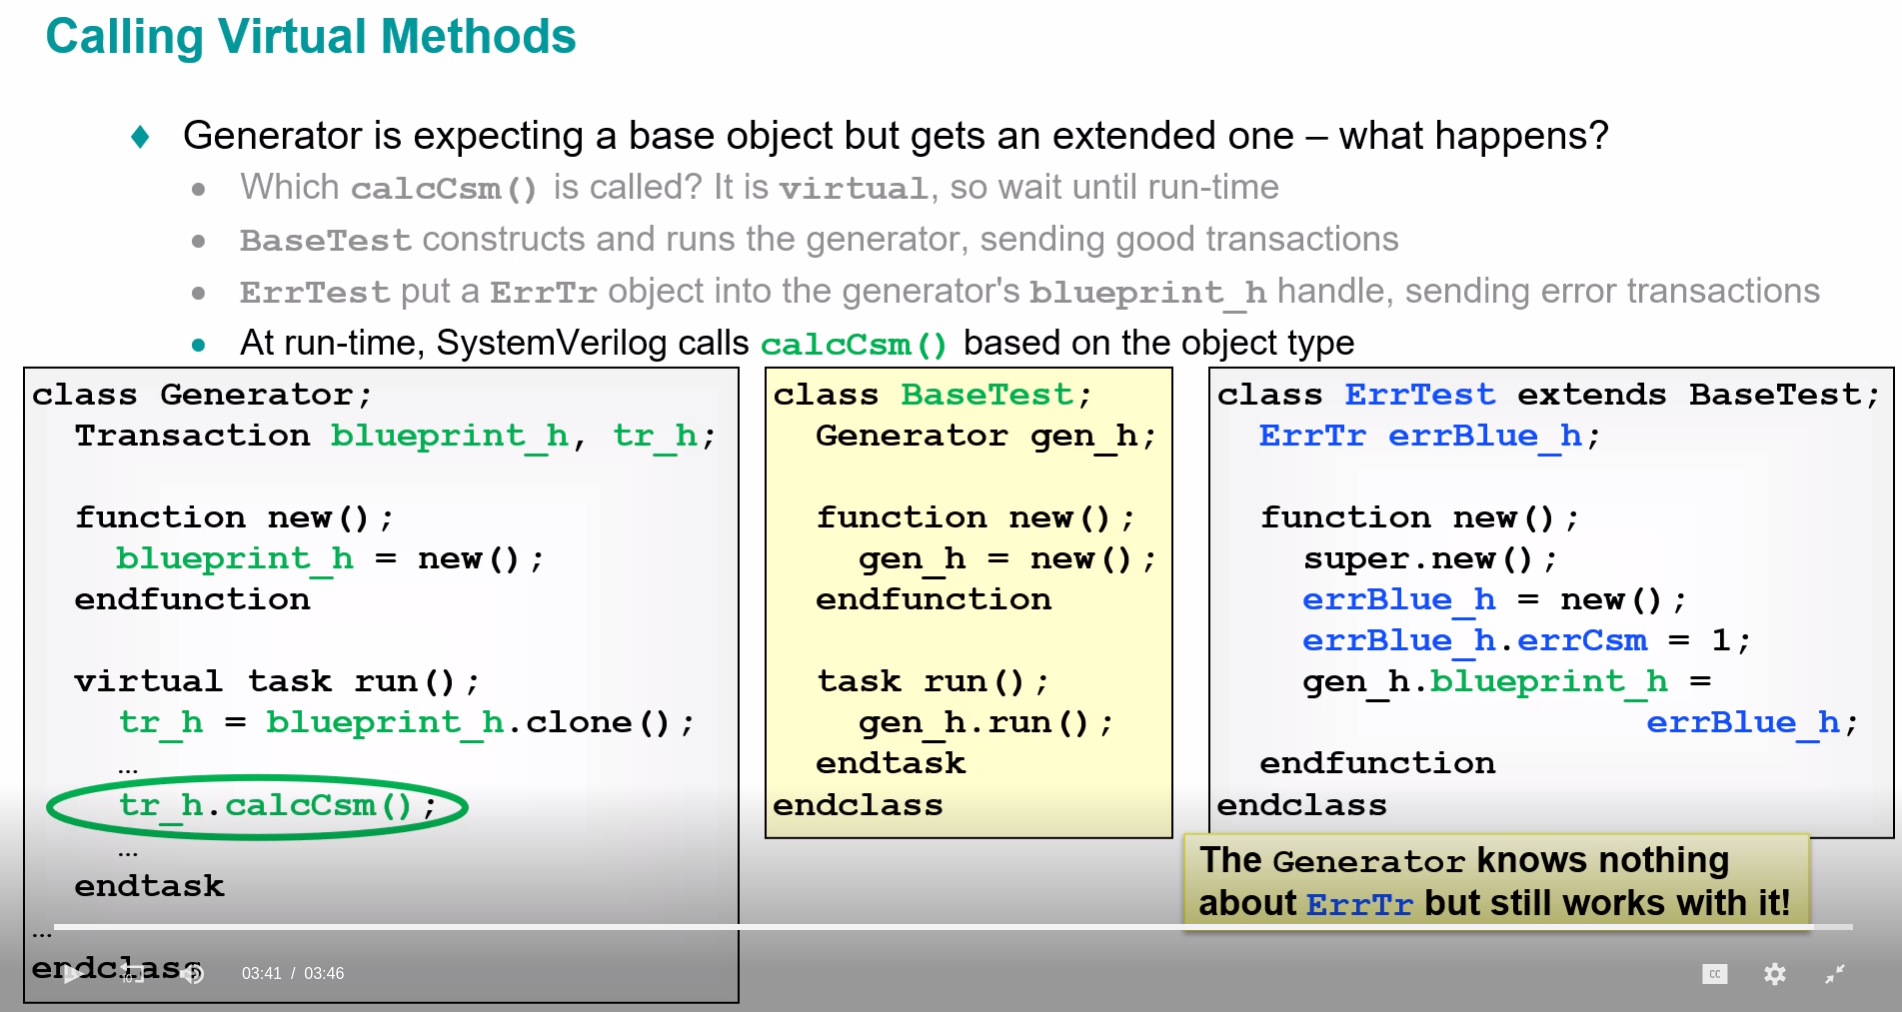 Calling Virtual Methods
♦ Generator is expecting a base object but gets an extended one – what happens?
● Which calcCsm() is called? It is virtual, so wait until run-time
● BaseTest constructs and runs the generator, sending good transactions
● ErrTest put a ErrTr object into the generator's blueprint_h handle, sending error transactions
● At run-time, SystemVerilog calls calcCsm() based on the object type
class Generator;
  Transaction blueprint_h, tr_h;
  function new();
    blueprint_h = new();
  endfunction
  virtual task run();
    tr_h = blueprint_h.clone();
    …
    tr_h.calcCsm();
    …
  endtask
…
endclass
class BaseTest;
  Generator gen_h;
  function new();
    gen_h = new();
  endfunction
  task run();
    gen_h.run();
  endtask
endclass
class ErrTest extends BaseTest;
  ErrTr errBlue_h;
  function new();
    super.new();
    errBlue_h = new();
    errBlue_h.errCsm = 1;
    gen_h.blueprint_h =
                    errBlue_h;
  endfunction
endclass
The Generator knows nothing
about ErrTr but still works with it!
10
03:41 / 03:46
CC